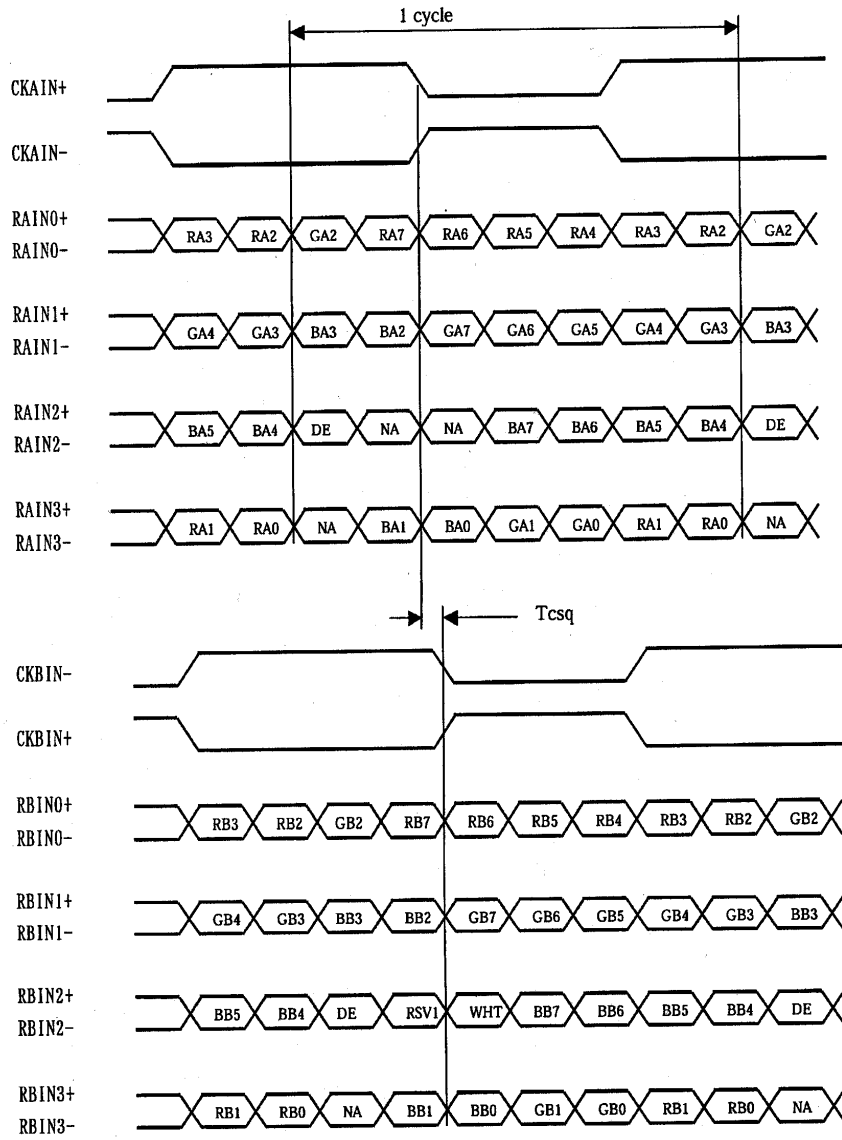 1 cycle
CKAIN+
CKAIN-
RAIN0+
RA3 RA2 GA2 RA7 RA6 RA5 RA4 RA3 RA2 GA2
RAIN0-
RAIN1+
GA4 GA3 BA3 BA2 GA7 GA6 GA5 GA4 GA3 BA3
RAIN1-
RAIN2+
BA5 BA4 DE NA NA BA7 BA6 BA5 BA4 DE
RAIN2-
RAIN3+
RA1 RA0 NA BA1 BA0 GA1 GA0 RA1 RA0 NA
RAIN3-
Tcsq
CKBIN-
CKBIN+
RBIN0+
RB3 RB2 GB2 RB7 RB6 RB5 RB4 RB3 RB2 GB2
RBIN0-
RBIN1+
GB4 GB3 BB3 BB2 GB7 GB6 GB5 GB4 GB3 BB3
RBIN1-
RBIN2+
BB5 BB4 DE RSV1 WHT BB7 BB6 BB5 BB4 DE
RBIN2-
RBIN3+
RB1 RB0 NA BB1 BB0 GB1 GB0 RB1 RB0 NA
RBIN3-